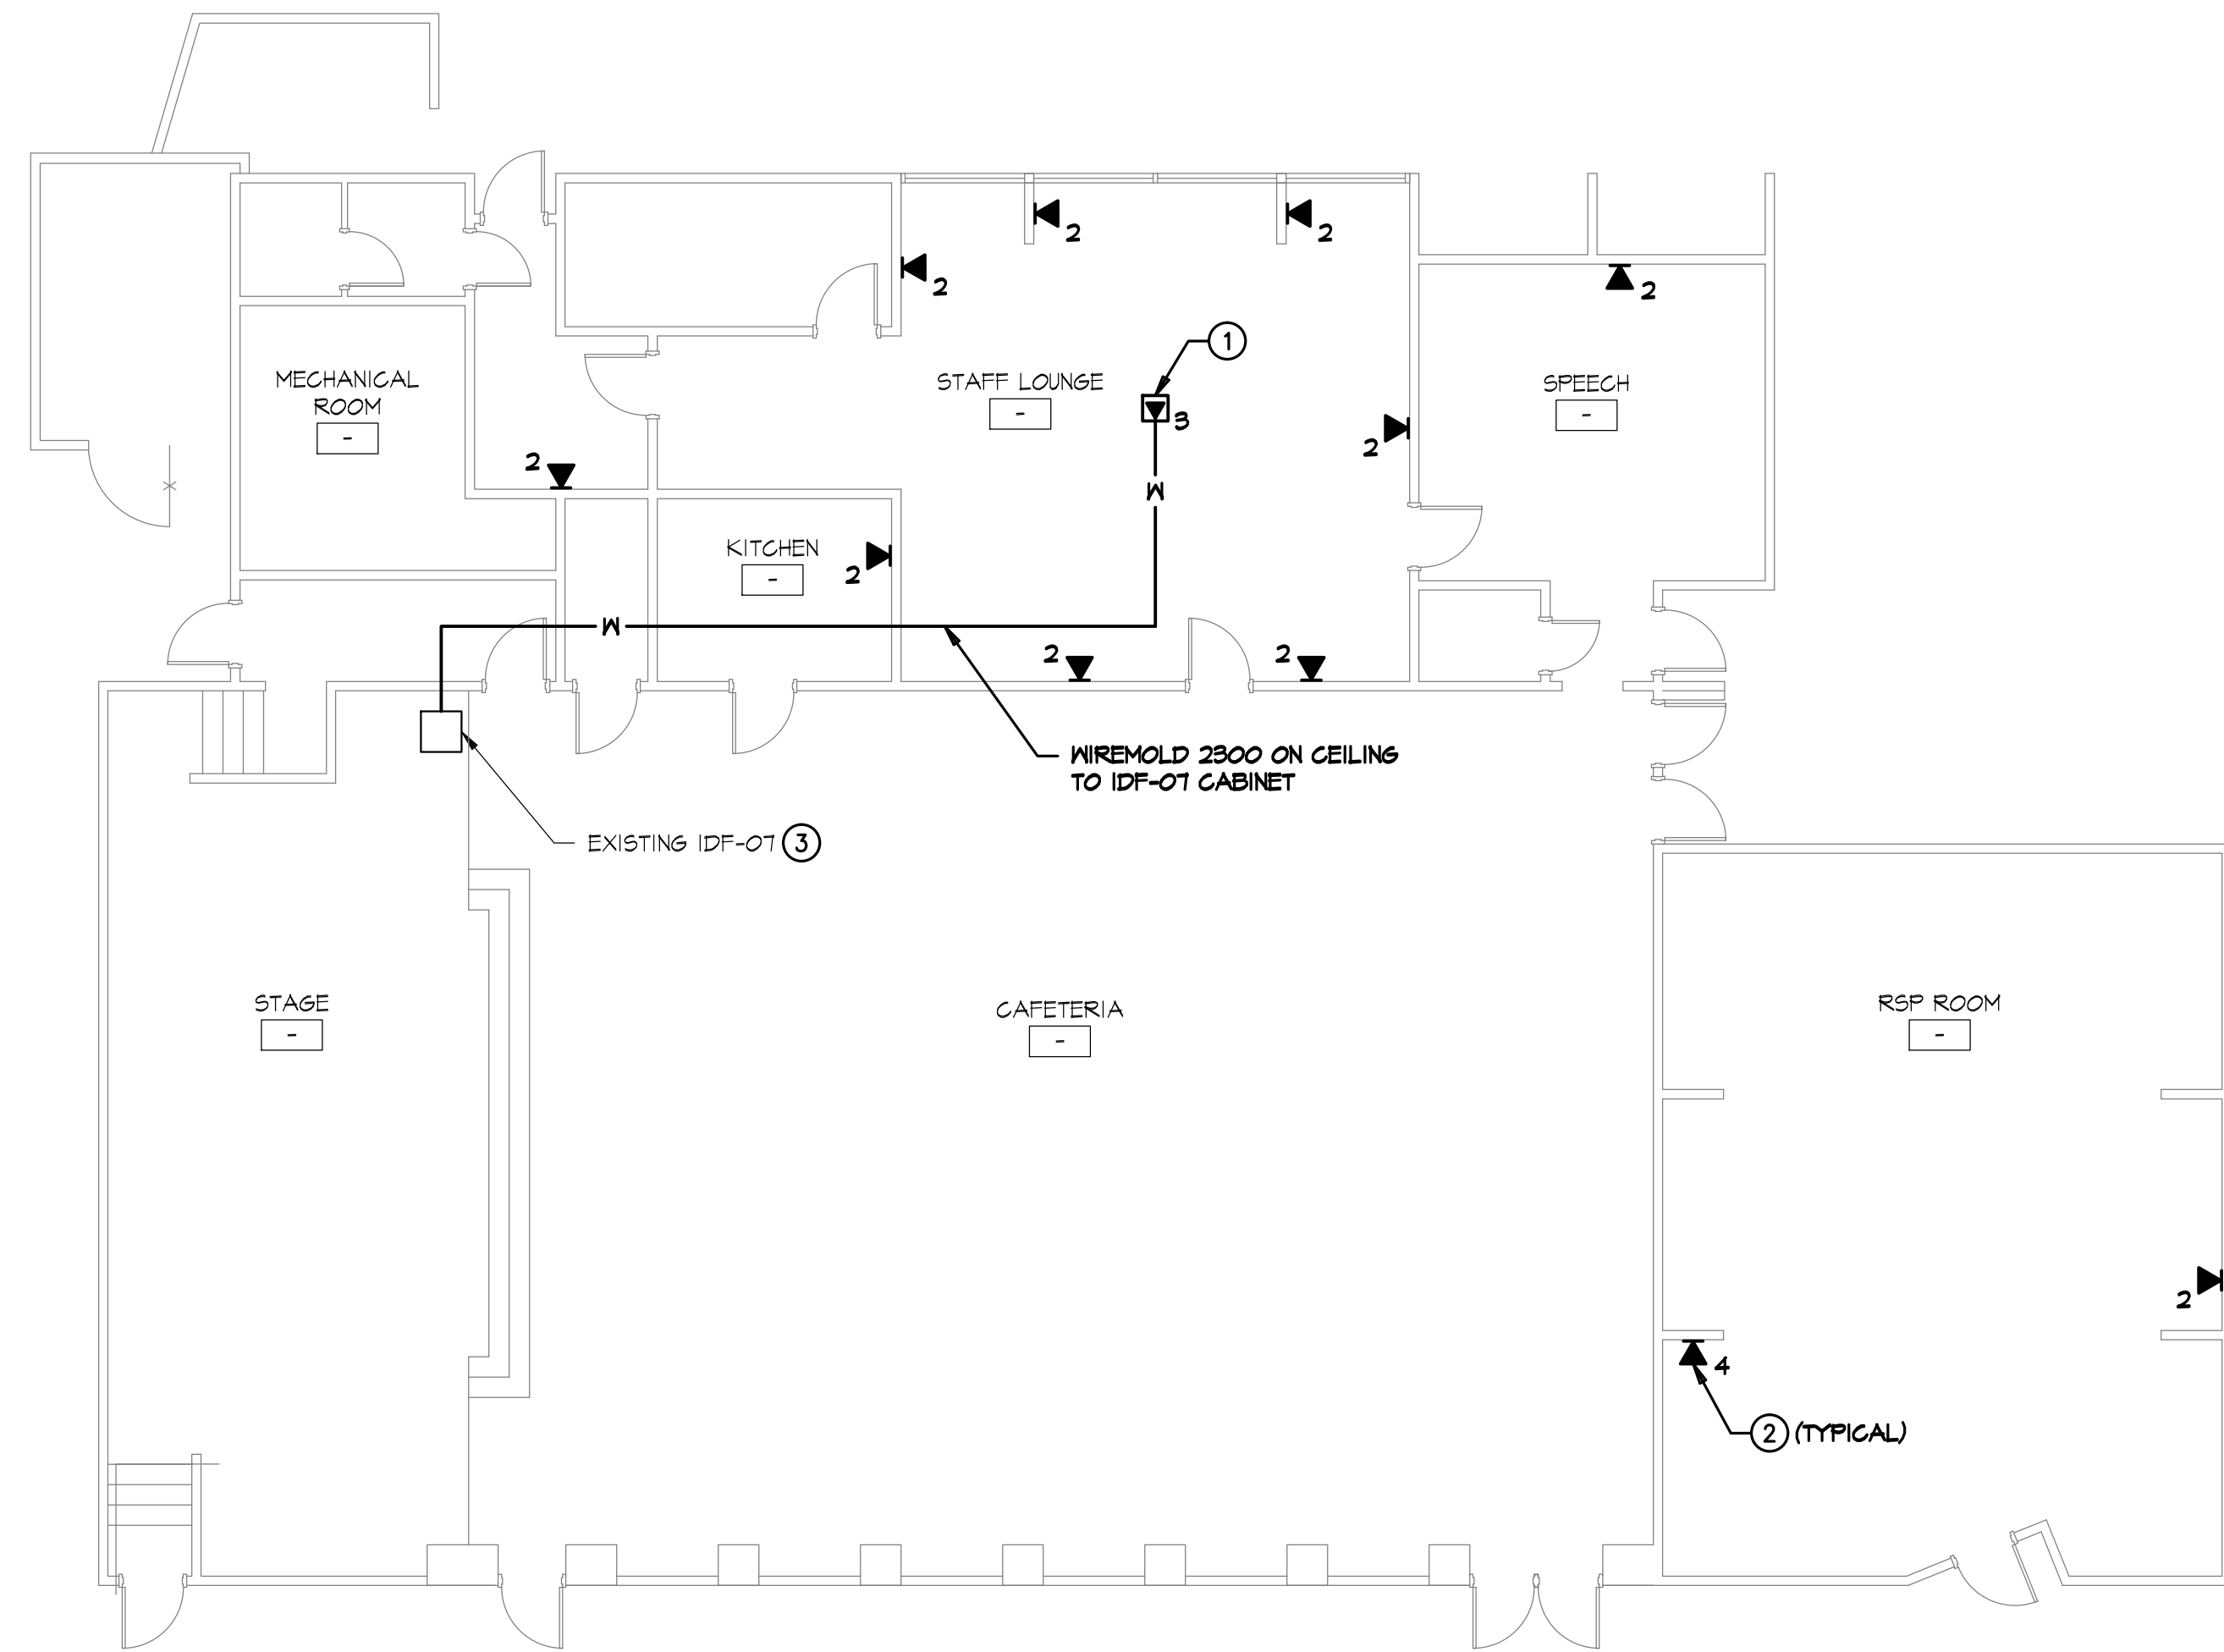 2
2
2
1
2
MECHANICAL
ROOM
-
STAFF LOUNGE
-
3
SPEECH
-
2
2
W
KITCHEN
-
2
W
2
2
WIREMOLD 2300 ON CEILING
TO IDF-07 CABINET
EXISTING IDF-07 3
STAGE
-
CAFETERIA
-
RSP ROOM
-
2
4
2 (TYPICAL)